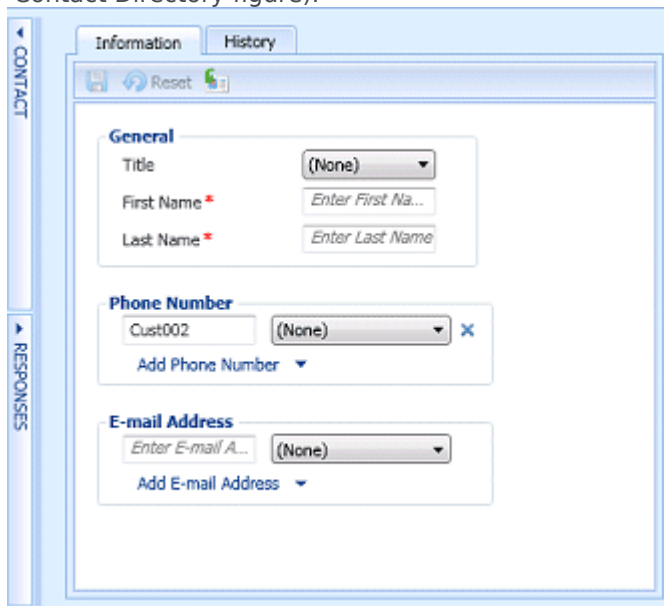 Contact Directory figure).
CONTACT
RESPONSES
Information History
Reset
General
Title (None)
First Name * Enter First Na...
Last Name * Enter Last Name
Phone Number
Cust002 (None)
Add Phone Number
E-mail Address
Enter E-mail A... (None)
Add E-mail Address